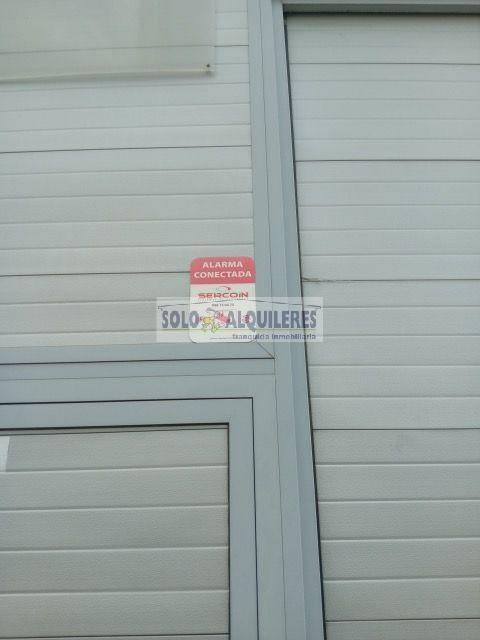 ALARMA
CONECTADA
SERCOIN
SOLO ALQUILERES
franquicia inmobiliaria